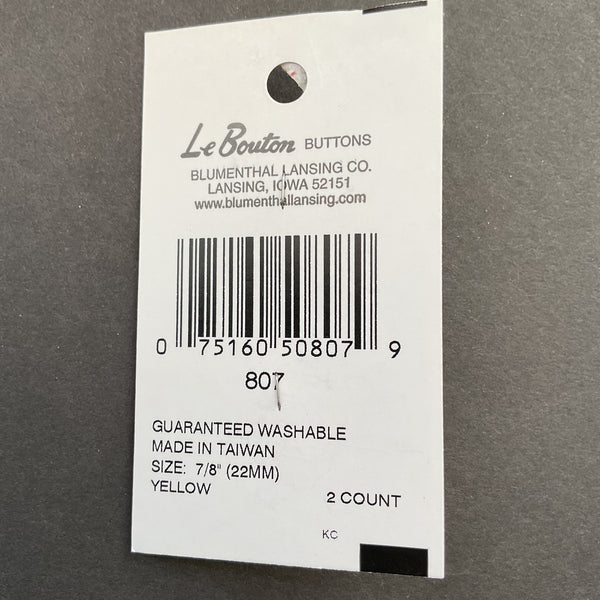 Le Bouton BUTTONS
BLUMENTHAL LANSING CO.
LANSING, IOWA 52151
www.blumenthallansing.com
0 75160 50807 9
807
GUARANTEED WASHABLE
MADE IN TAIWAN
SIZE: 7/8" (22MM)
YELLOW
2 COUNT
KC